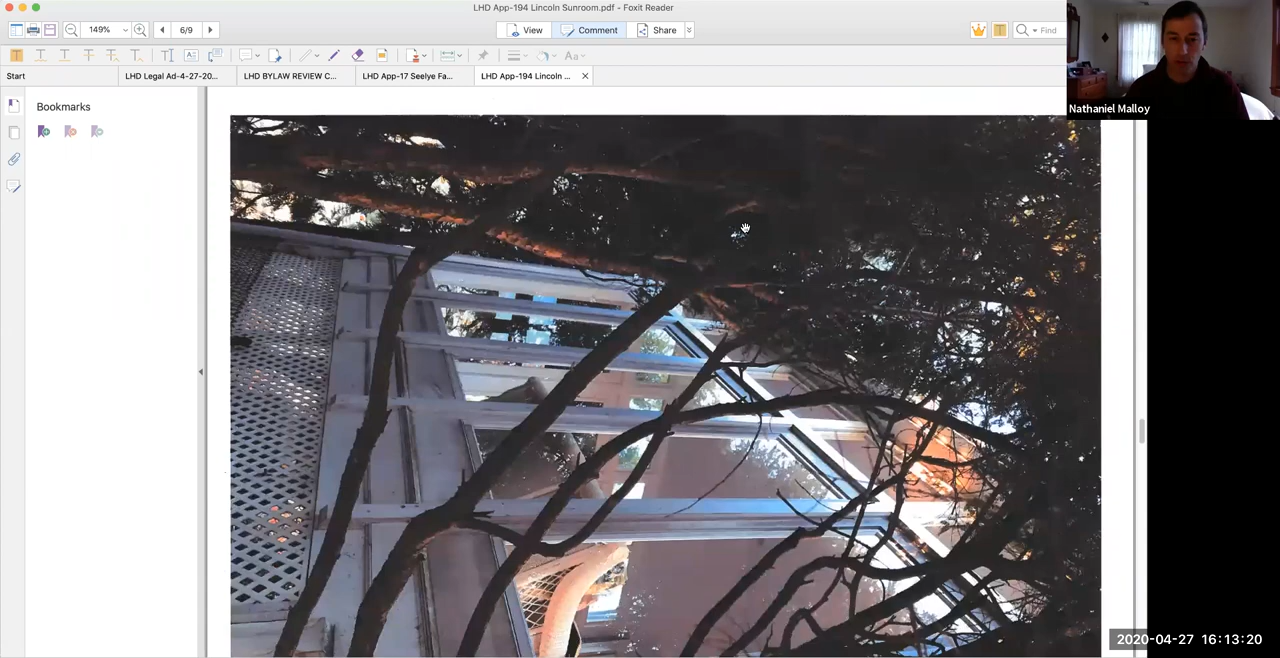 LHD App-194 Lincoln Sunroom.pdf - Foxit Reader
149%
6/9
View
Comment
Share
Find
Start
LHD Legal Ad-4-27-20...
LHD BYLAW REVIEW C...
LHD App-17 Seelye Fa...
LHD App-194 Lincoln ...
Bookmarks
Nathaniel Malloy
2020-04-27 16:13:20